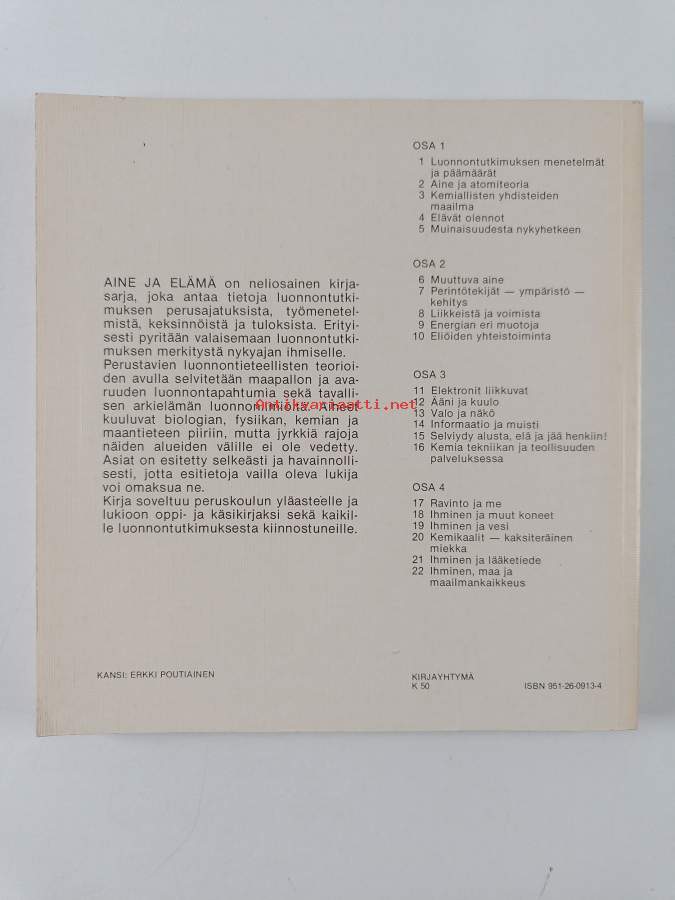 AINE JA ELÄMÄ on neliosainen kirja-
sarja, joka antaa tietoja luonnontutki-
muksen perusajatuksista, työmenetel-
mistä, keksinnöistä ja tuloksista. Erityi-
sesti pyritään valaisemaan luonnontutki-
muksen merkitystä nykyajan ihmiselle.
Perustavien luonnontieteellisten teorioi-
den avulla selvitetään maapallon ja ava-
ruuden luonnontapahtumia sekä tavalli-
sen arkielämän luonnonilmiöitä. Aiheet
kuuluvat biologian, fysiikan, kemian ja
maantieteen piiriin, mutta jyrkkiä rajoja
näiden alueiden välille ei ole vedetty.
Asiat on esitetty selkeästi ja havainnolli-
sesti, jotta esitietoja vailla oleva lukija
voi omaksua ne.
Kirja soveltuu peruskoulun yläasteelle ja
lukioon oppi- ja käsikirjaksi sekä kaikil-
le luonnontutkimuksesta kiinnostuneille.
KANSI: ERKKI POUTIAINEN
OSA 1
1 Luonnontutkimuksen menetelmät
ja päämäärät
2 Aine ja atomiteoria
3 Kemiallisten yhdisteiden
maailma
4 Elävät olennot
5 Muinaisuudesta nykyhetkeen
OSA 2
6 Muuttuva aine
7 Perintötekijät — ympäristö —
kehitys
8 Liikkeistä ja voimista
9 Energian eri muotoja
10 Eliöiden yhteistoiminta
OSA 3
11 Elektronit liikkuvat
12 Ääni ja kuulo
13 Valo ja näkö
14 Informaatio ja muisti
15 Selviydy alusta, elä ja jää henkiin!
16 Kemia tekniikan ja teollisuuden
palveluksessa
OSA 4
17 Ravinto ja me
18 Ihminen ja muut koneet
19 Ihminen ja vesi
20 Kemikaalit — kaksiteräinen
miekka
21 Ihminen ja lääketiede
22 Ihminen, maa ja
maailmankaikkeus
KIRJAYHTYMÄ
K 50 ISBN 951-26-0913-4
Antikvariaatti.net